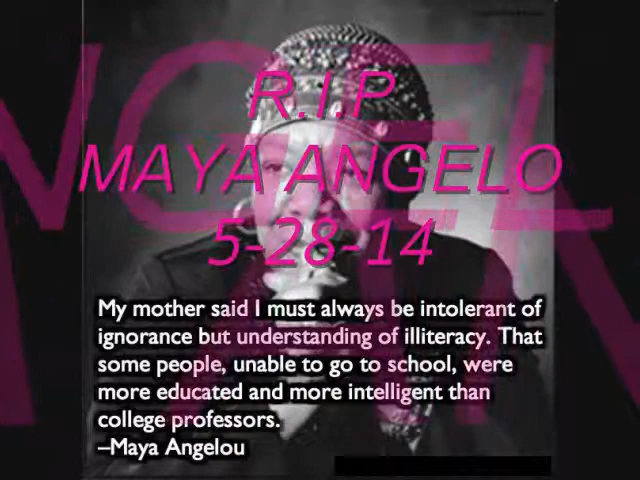 R.I.P
MAYA ANGELO
5-28-14
My mother said I must always be intolerant of
ignorance but understanding of illiteracy. That
some people, unable to go to school, were
more educated and more intelligent than
college professors.
–Maya Angelou